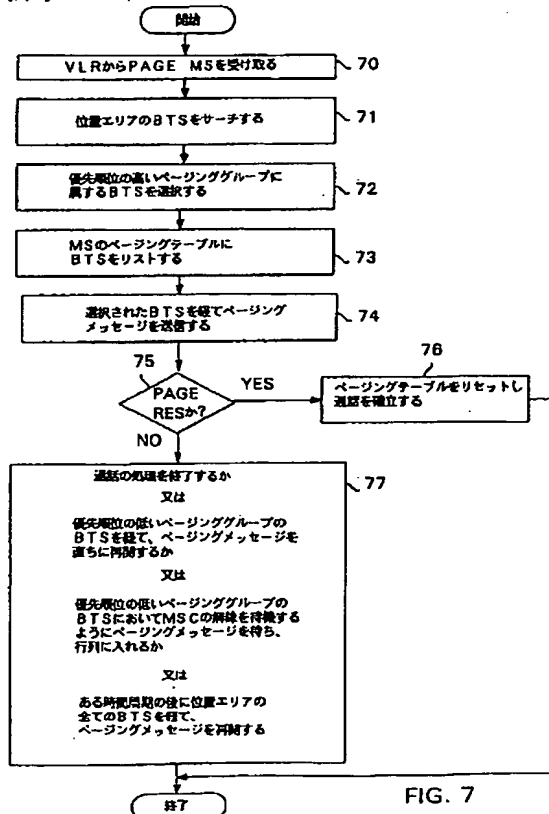 開始
VLRからPAGE MSを受け取る
70
位置エリアのBTSをサーチする
71
優先順位の高いページンググループに
属するBTSを選択する
72
MSのページングテーブルに
BTSをリストする
73
選択されたBTSを経てページング
メッセージを送信する
74
75
PAGE
RESか?
YES
NO
76
ページングテーブルをリセットし
通話を確立する
77
通話の処理を終了するか
又は
優先順位の低いページンググループの
BTSを経て、ページングメッセージを
直ちに再開するか
又は
優先順位の低いページンググループの
BTSにおいてMSCの解線を待機する
ようにページングメッセージを待ち、
行列に入れるか
又は
ある時間周期の後に位置エリアの
全てのBTSを経て、
ページングメッセージを再開する
終了
FIG. 7